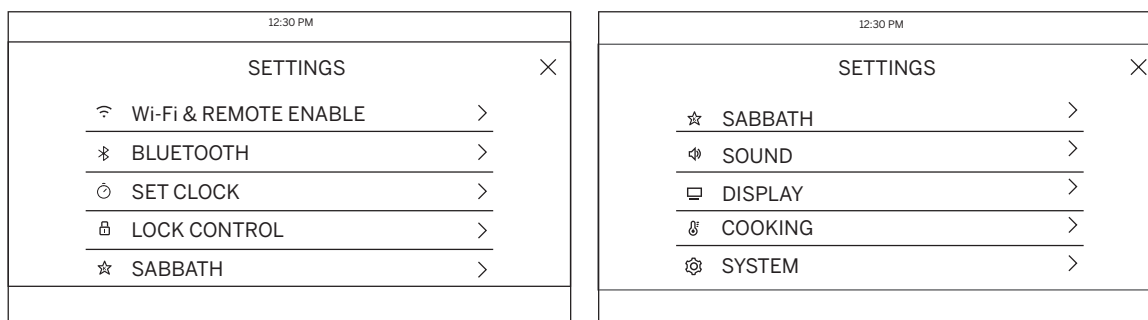 12:30 PM
SETTINGS
Wi-Fi & REMOTE ENABLE
BLUETOOTH
SET CLOCK
LOCK CONTROL
SABBATH
12:30 PM
SETTINGS
SABBATH
SOUND
DISPLAY
COOKING
SYSTEM